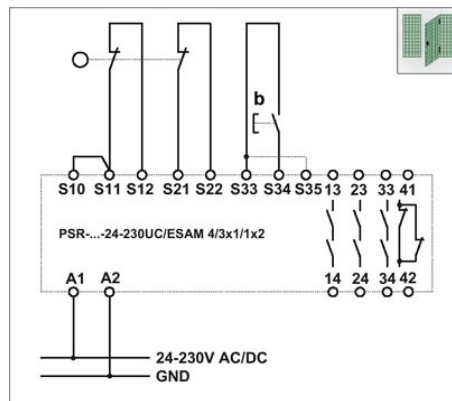 b
S10 S11 S12 S21 S22 S33 S34 S35 13 23 33 41
PSR-...-24-230UC/ESAM 4/3x1/1x2
14 24 34 42
A1 A2
24-230V AC/DC
GND